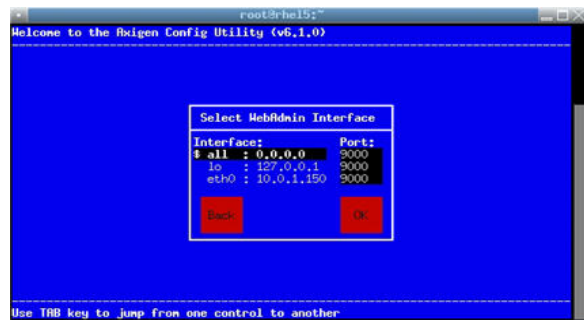 root@rhel5:~
Welcome to the Axigen Config Utility (v6.1.0)
Select WebAdmin Interface
Interface: Port:
$ all : 0.0.0.0 9000
lo : 127.0.0.1 9000
eth0 : 10.0.1.150 9000
Back OK
Use TAB key to jump from one control to another